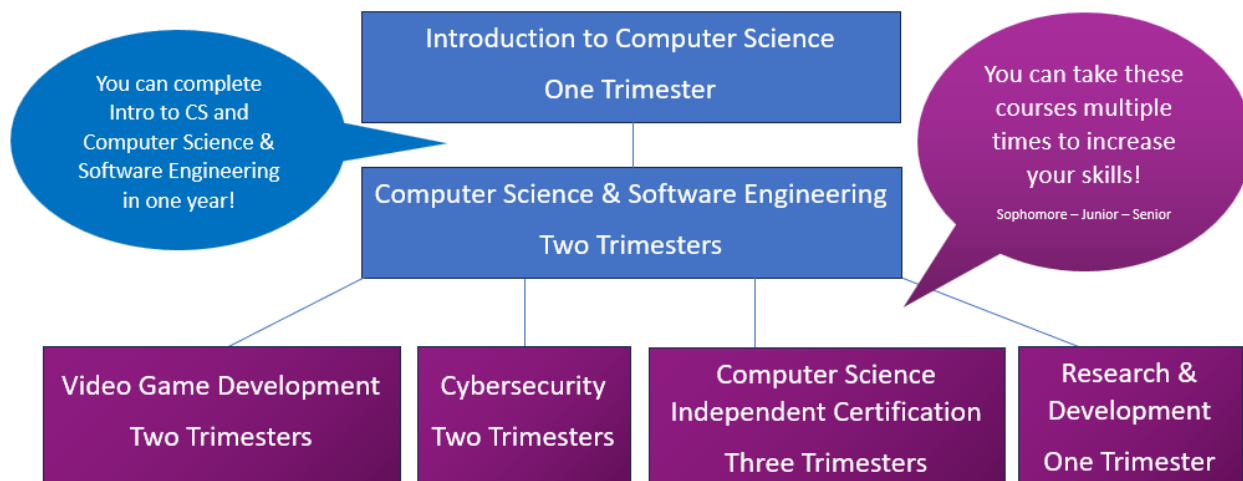 Introduction to Computer Science
One Trimester
You can complete
Intro to CS and
Computer Science &
Software Engineering
in one year!
You can take these
courses multiple
times to increase
your skills!
Sophomore – Junior – Senior
Computer Science & Software Engineering
Two Trimesters
Video Game Development
Two Trimesters
Cybersecurity
Two Trimesters
Computer Science
Independent Certification
Three Trimesters
Research &
Development
One Trimester